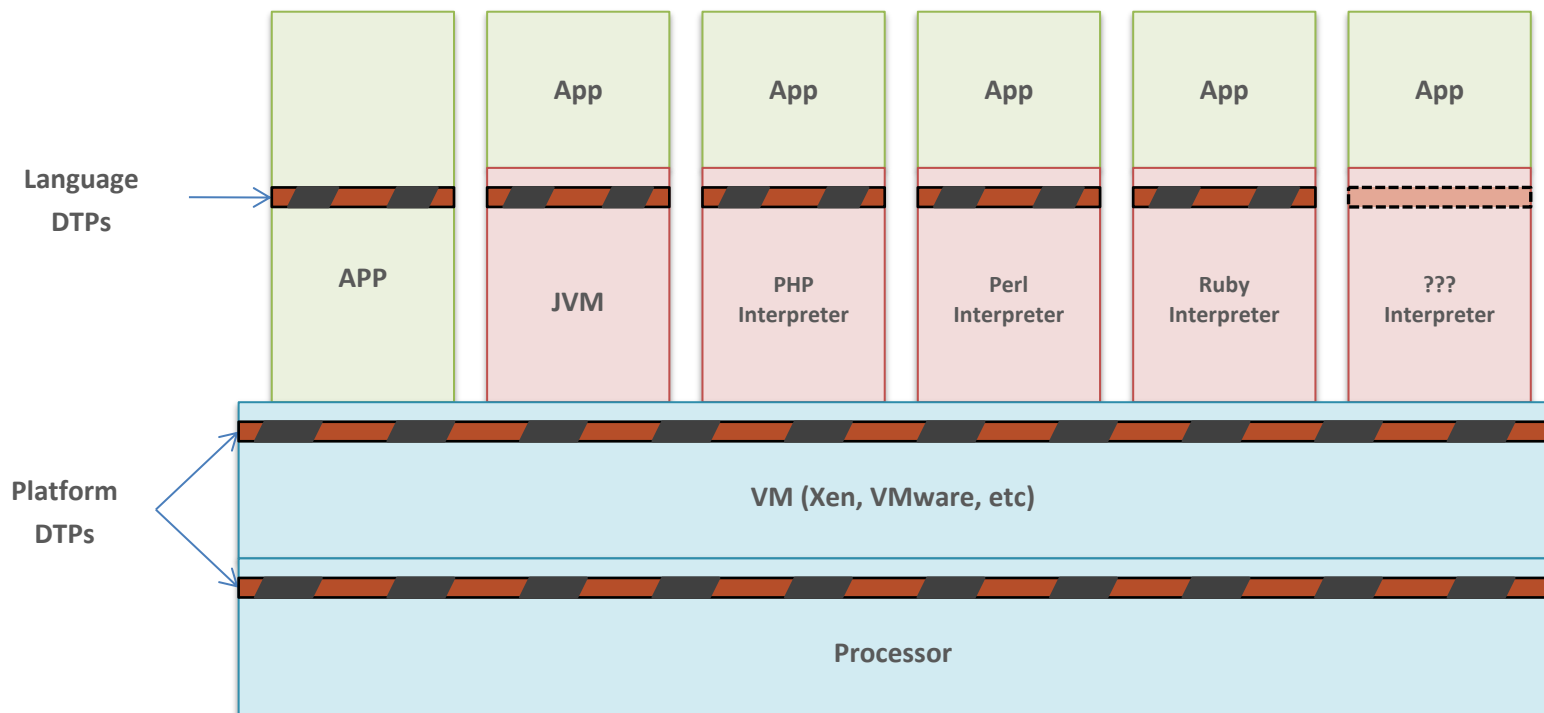 App
App
App
App
App
Language
DTPs
APP
JVM
PHP
Interpreter
Perl
Interpreter
Ruby
Interpreter
???
Interpreter
Platform
DTPs
VM (Xen, VMware, etc)
Processor